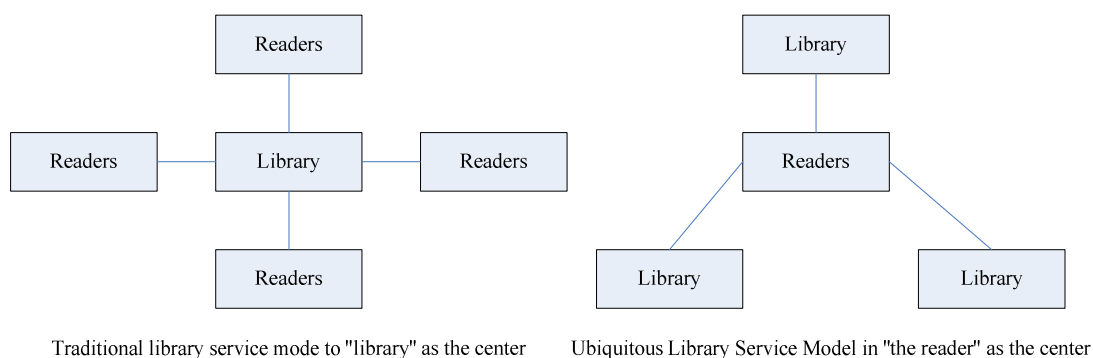 Readers
Readers
Library
Readers
Readers
Traditional library service mode to "library" as the center
Library
Readers
Library
Library
Ubiquitous Library Service Model in "the reader" as the center